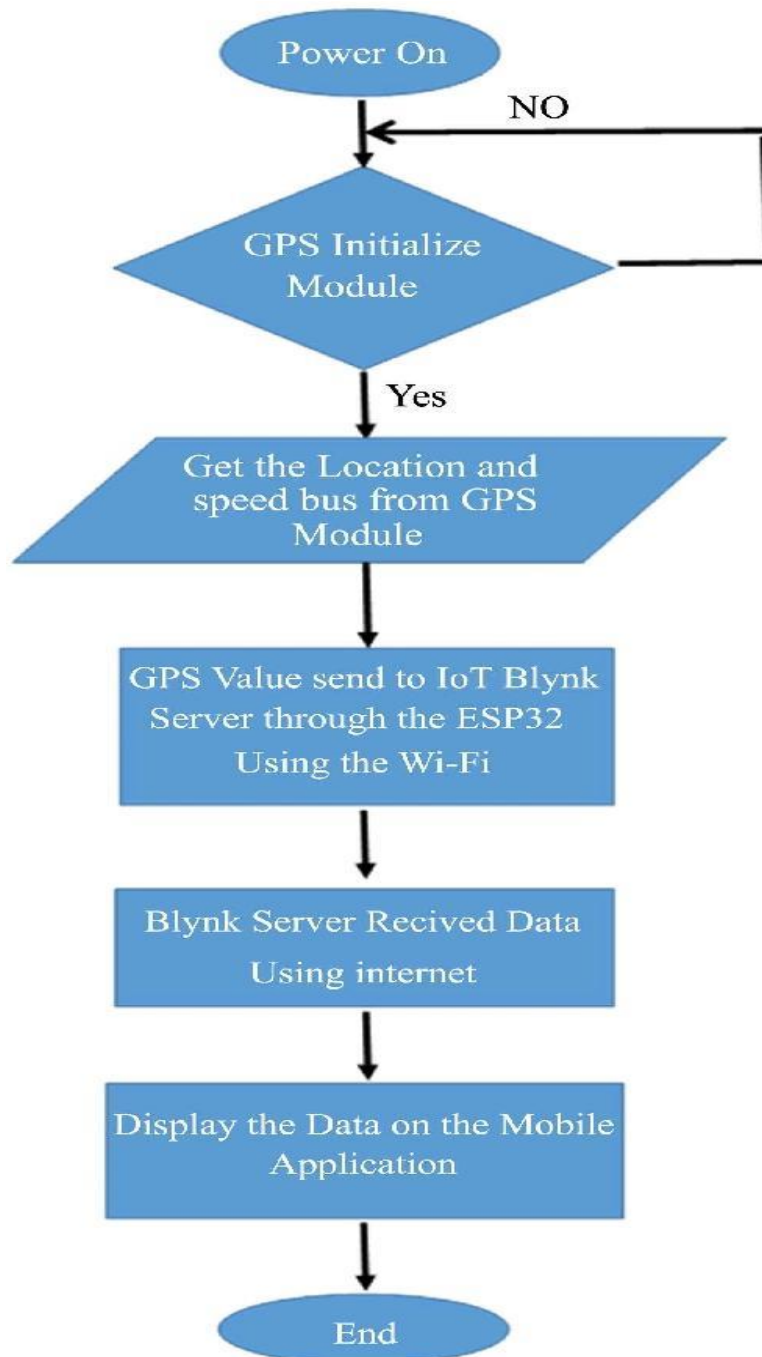 Power On
NO
GPS Initialize
Module
Yes
Get the Location and
speed bus from GPS
Module
GPS Value send to IoT Blynk
Server through the ESP32
Using the Wi-Fi
Blynk Server Recived Data
Using internet
Display the Data on the Mobile
Application
End